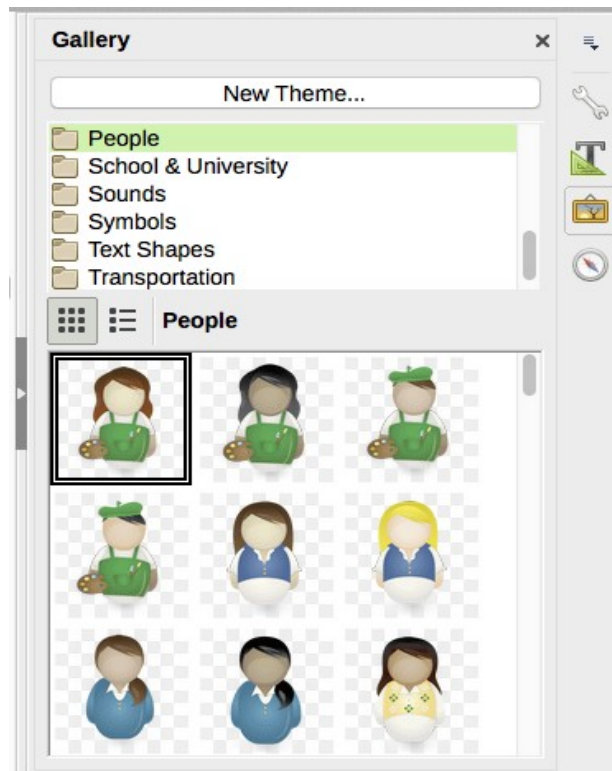 Gallery
New Theme...
People
School & University
Sounds
Symbols
Text Shapes
Transportation
People